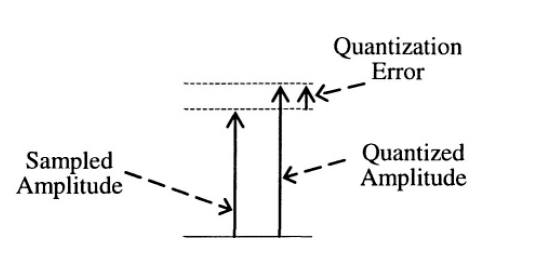 Quantization
Error
Sampled
Amplitude
Quantized
Amplitude